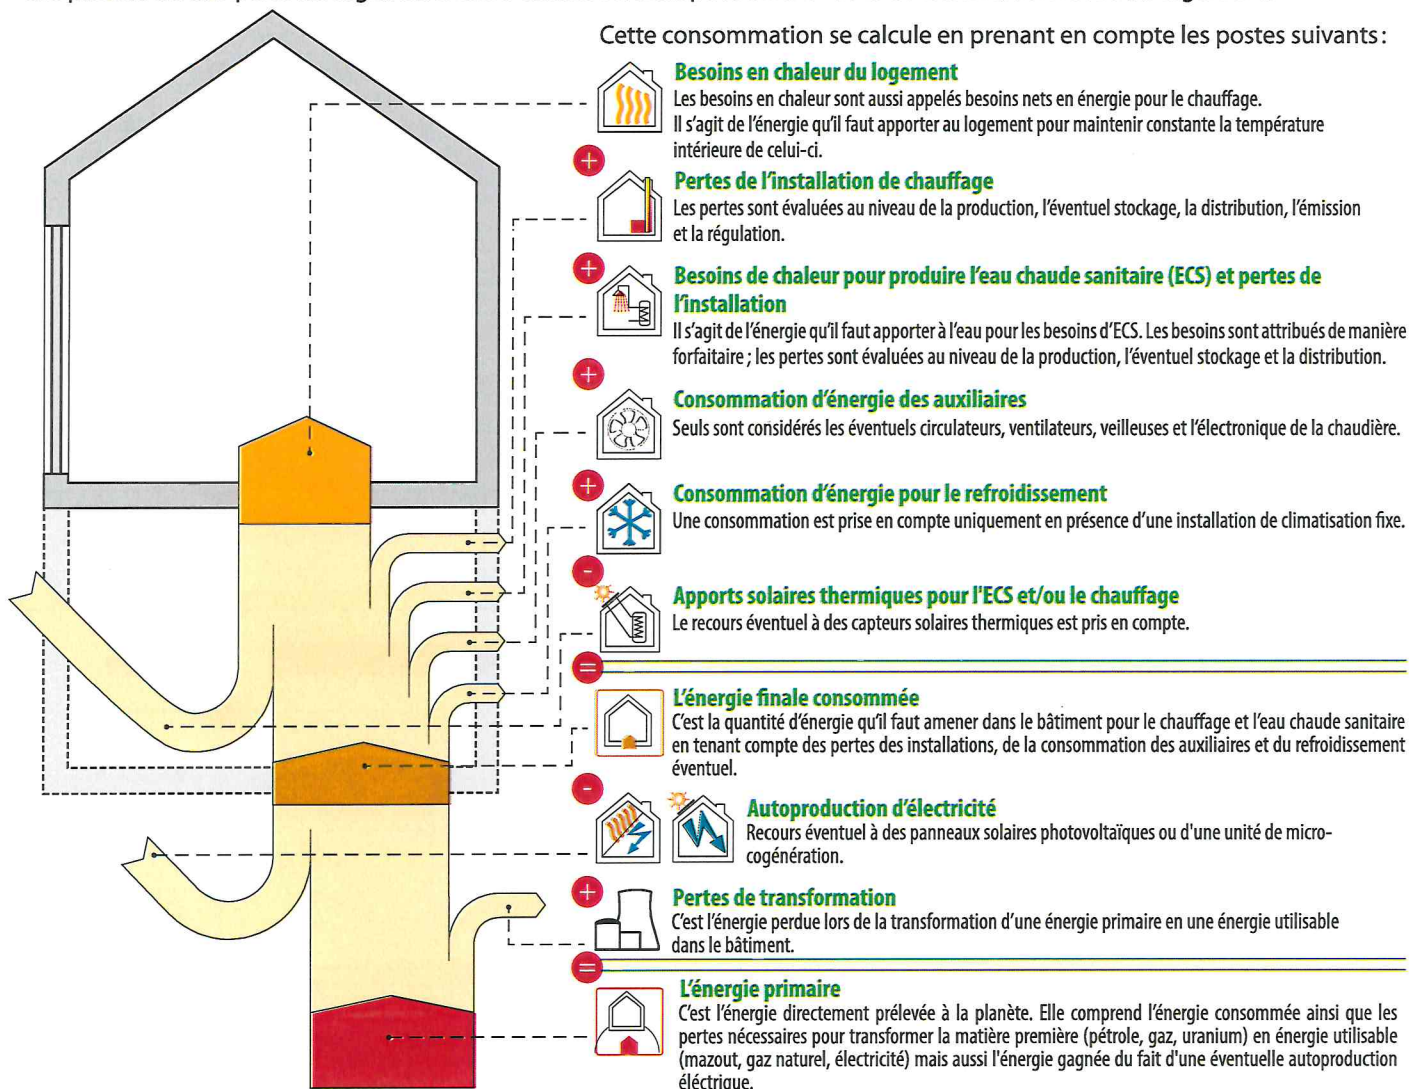 Cette consommation se calcule en prenant en compte les postes suivants :
Besoins en chaleur du logement
Les besoins en chaleur sont aussi appelés besoins nets en énergie pour le chauffage.
Il s'agit de l'énergie qu'il faut apporter au logement pour maintenir constante la température
intérieure de celui-ci.
+
Pertes de l'installation de chauffage
Les pertes sont évaluées au niveau de la production, l'éventuel stockage, la distribution, l'émission
et la régulation.
+
Besoins de chaleur pour produire l'eau chaude sanitaire (ECS) et pertes de
l'installation
Il s'agit de l'énergie qu'il faut apporter à l'eau pour les besoins d'ECS. Les besoins sont attribués de manière
forfaitaire ; les pertes sont évaluées au niveau de la production, l'éventuel stockage et la distribution.
+
Consommation d'énergie des auxiliaires
Seuls sont considérés les éventuels circulateurs, ventilateurs, veilleuses et l'électronique de la chaudière.
+
Consommation d'énergie pour le refroidissement
Une consommation est prise en compte uniquement en présence d'une installation de climatisation fixe.
-
Apports solaires thermiques pour l'ECS et/ou le chauffage
Le recours éventuel à des capteurs solaires thermiques est pris en compte.
=
L'énergie finale consommée
C'est la quantité d'énergie qu'il faut amener dans le bâtiment pour le chauffage et l'eau chaude sanitaire
en tenant compte des pertes des installations, de la consommation des auxiliaires et du refroidissement
éventuel.
-
Autoproduction d'électricité
Recours éventuel à des panneaux solaires photovoltaïques ou d'une unité de micro-
cogénération.
+
Pertes de transformation
C'est l'énergie perdue lors de la transformation d'une énergie primaire en une énergie utilisable
dans le bâtiment.
=
L'énergie primaire
C'est l'énergie directement prélevée à la planète. Elle comprend l'énergie consommée ainsi que les
pertes nécessaires pour transformer la matière première (pétrole, gaz, uranium) en énergie utilisable
(mazout, gaz naturel, électricité) mais aussi l'énergie gagnée du fait d'une éventuelle autoproduction
éléctrique.